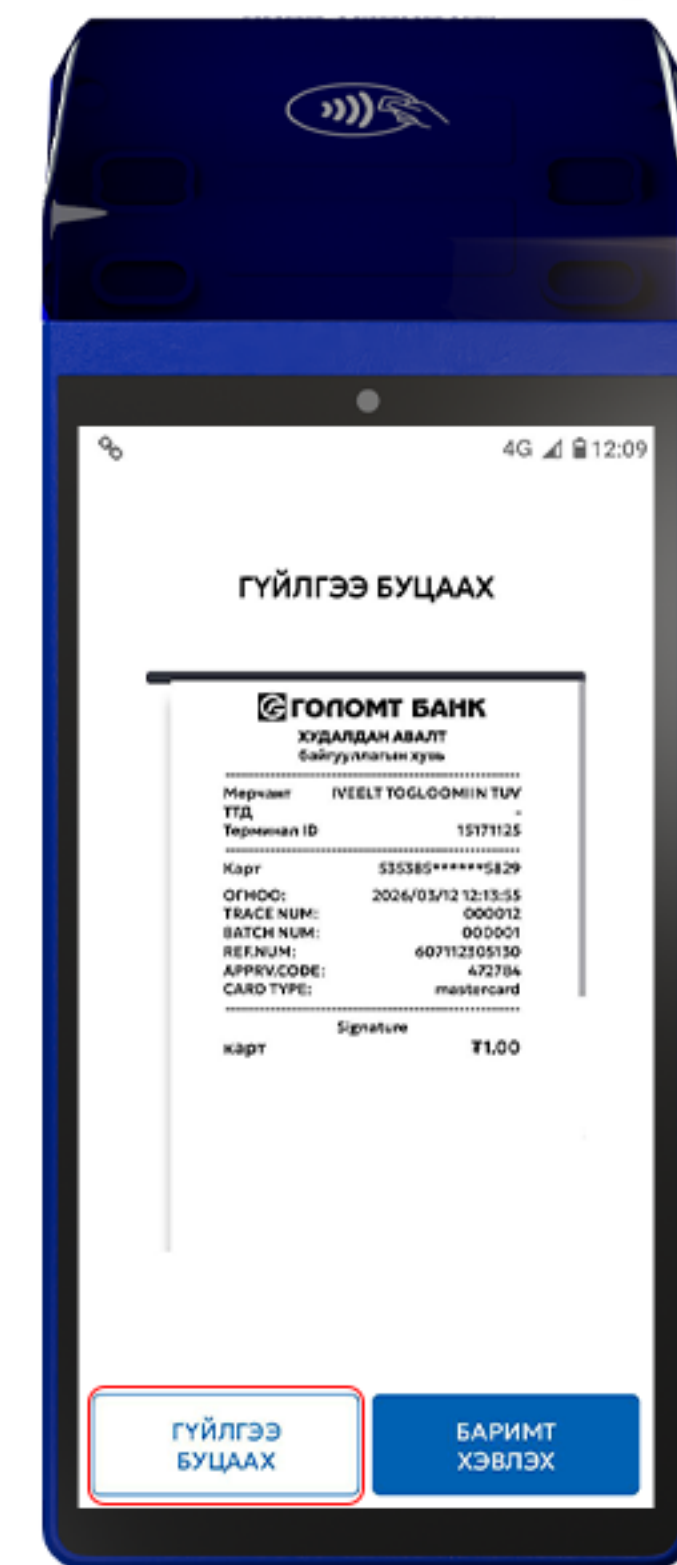 4G 12:09
ГҮЙЛГЭЭ БУЦААХ
ГОЛОМТ БАНК
ХУДАЛДАН АВАЛТ
байгууллагын хувь
Мерчант IVEELT TOGLOOMIIN TUV
ТТД -
Терминал ID 15171125
Карт 535385******5829
ОГНОО: 2026/03/12 12:13:55
TRACE NUM: 000012
BATCH NUM: 000001
REF.NUM: 607112305130
APPRV.CODE: 472784
CARD TYPE: mastercard
Signature
карт ₮1.00
ГҮЙЛГЭЭ БУЦААХ
БАРИМТ ХЭВЛЭХ